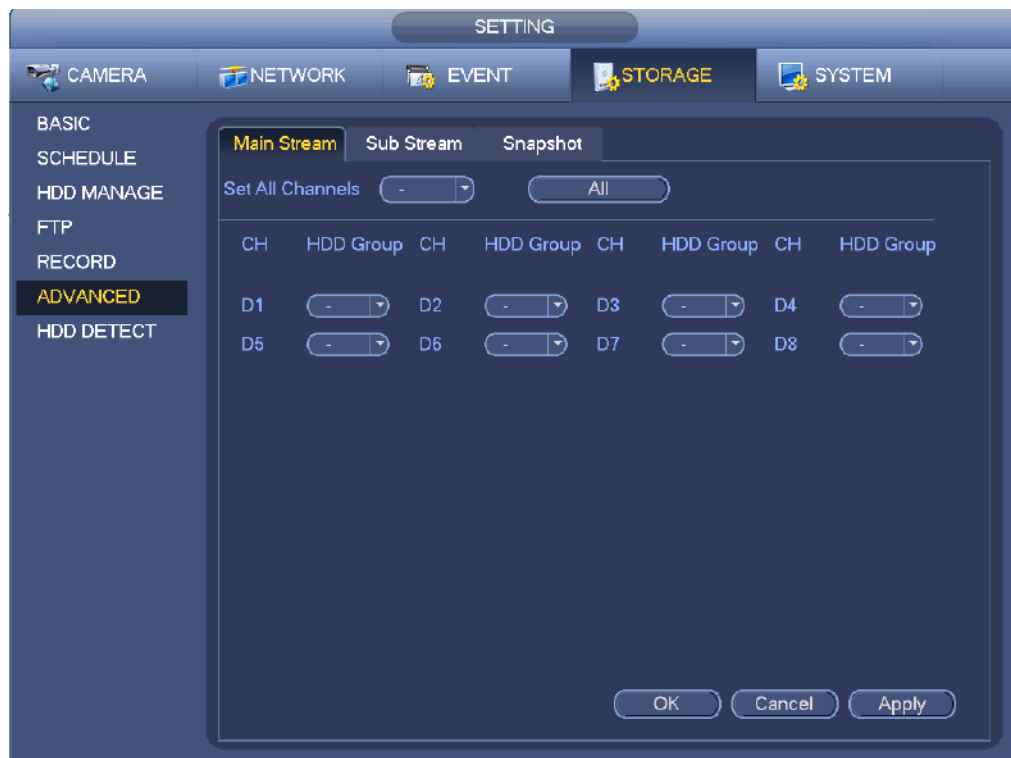 SETTING
CAMERA NETWORK EVENT STORAGE SYSTEM
BASIC
SCHEDULE
HDD MANAGE
FTP
RECORD
ADVANCED
HDD DETECT
Main Stream Sub Stream Snapshot
Set All Channels - All
CH HDD Group CH HDD Group CH HDD Group CH HDD Group
D1 - D2 - D3 - D4 -
D5 - D6 - D7 - D8 -
OK Cancel Apply